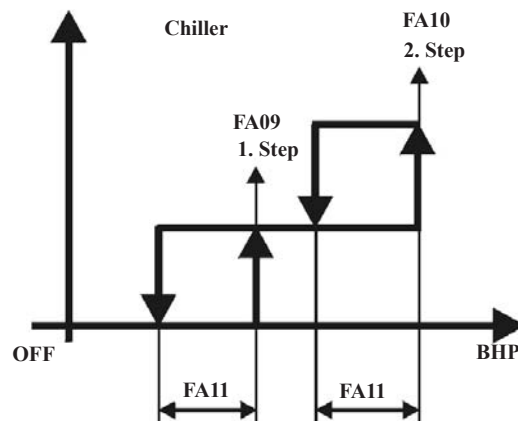 Chiller
FA10
2. Step
FA09
1. Step
OFF
BHP
FA11
FA11